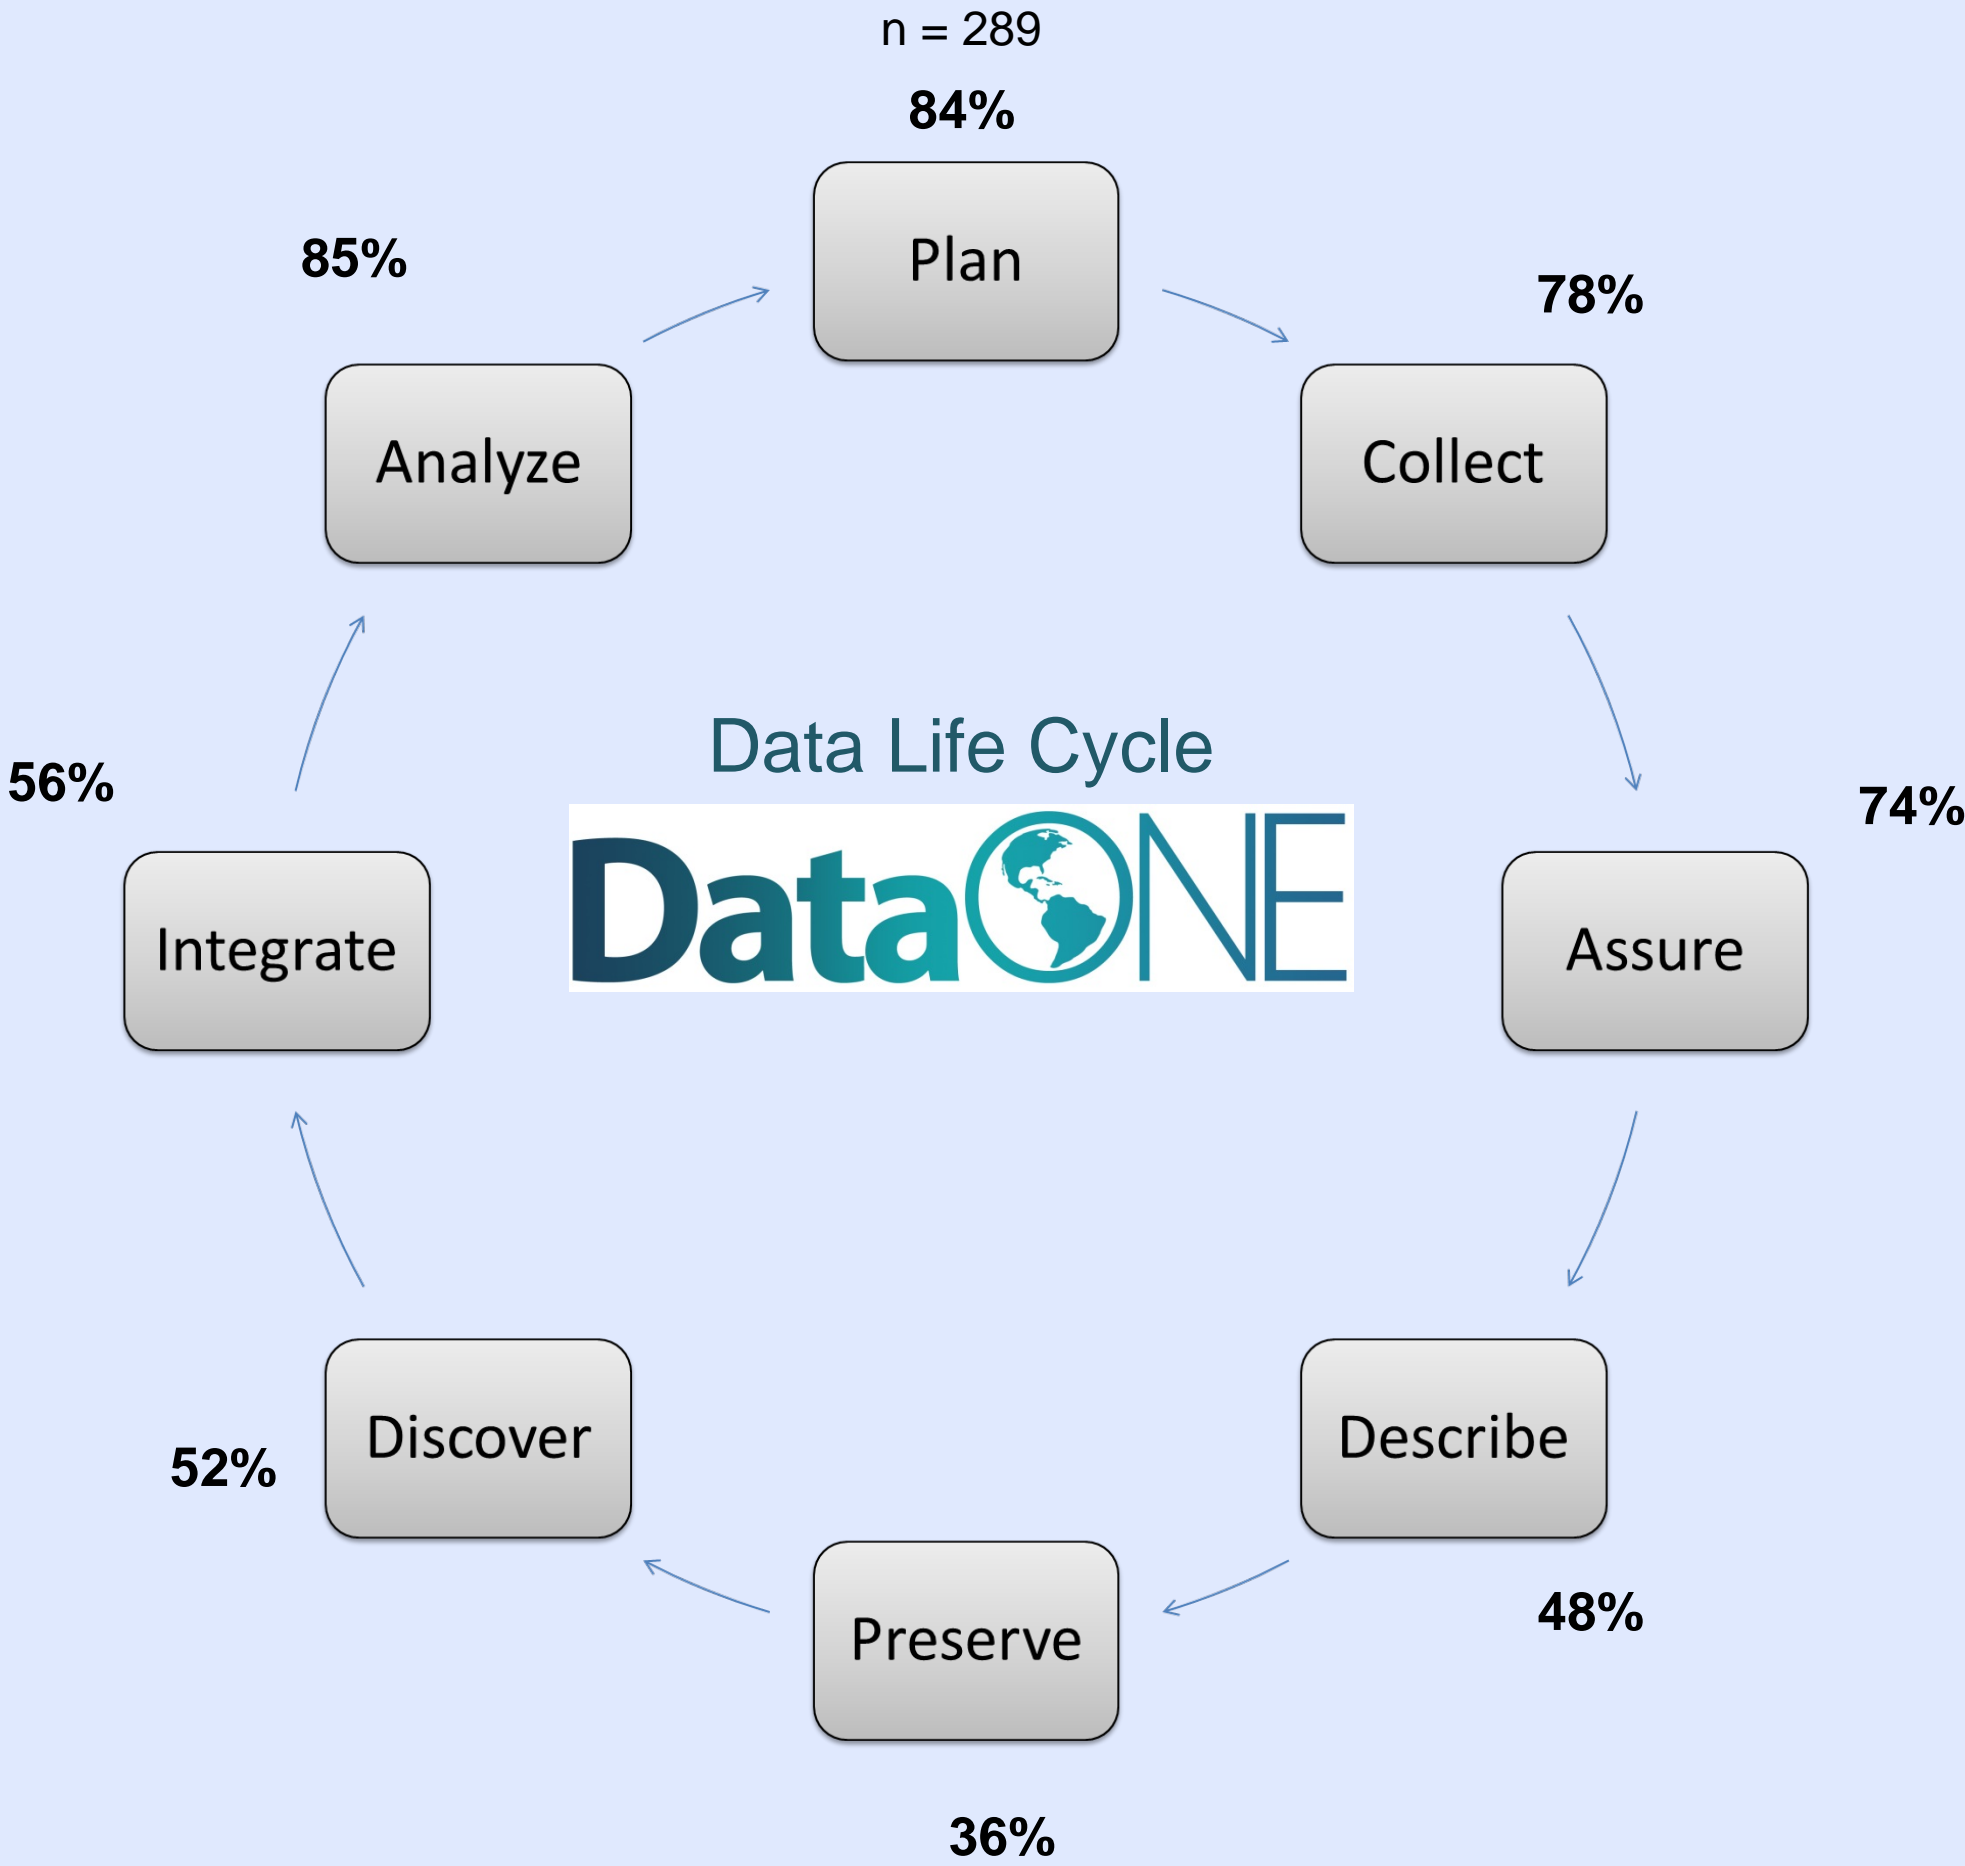 n = 289
84%
Plan
85%
78%
Analyze
Collect
Data Life Cycle
DataONE
56%
74%
Integrate
Assure
Discover
52%
Describe
48%
Preserve
36%